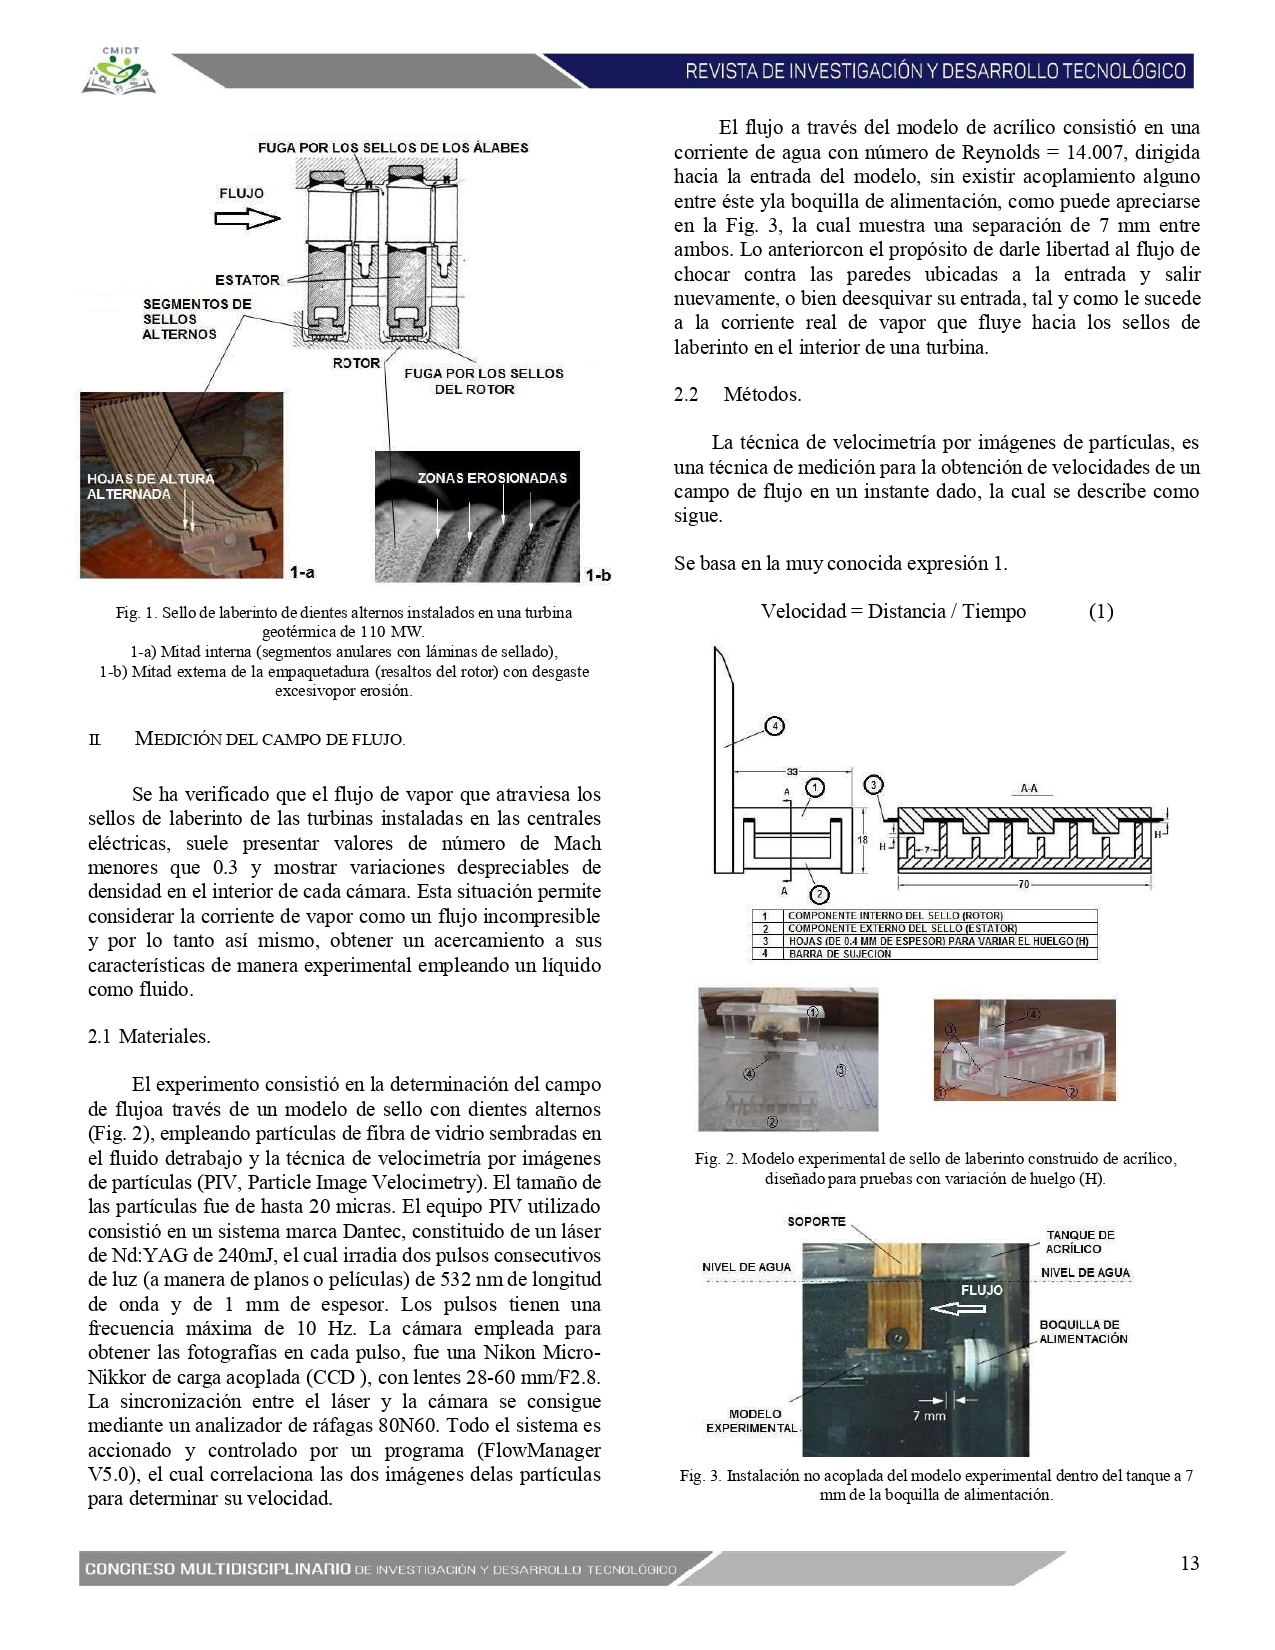 CMIDT
REVISTA DE INVESTIGACIÓN Y DESARROLLO TECNOLÓGICO
FUGA POR LOS SELLOS DE LOS ÁLABES
FLUJO
ESTATOR
SEGMENTOS DE
SELLOS
ALTERNOS
ROTOR
FUGA POR LOS SELLOS
DEL ROTOR
HOJAS DE ALTURA
ALTERNADA
1-a
ZONAS EROSIONADAS
1-b
Fig. 1. Sello de laberinto de dientes alternos instalados en una turbina
geotérmica de 110 MW.
1-a) Mitad interna (segmentos anulares con láminas de sellado),
1-b) Mitad externa de la empaquetadura (resaltos del rotor) con desgaste
excesivopor erosión.
II. MEDICIÓN DEL CAMPO DE FLUJO.
Se ha verificado que el flujo de vapor que atraviesa los
sellos de laberinto de las turbinas instaladas en las centrales
eléctricas, suele presentar valores de número de Mach
menores que 0.3 y mostrar variaciones despreciables de
densidad en el interior de cada cámara. Esta situación permite
considerar la corriente de vapor como un flujo incompresible
y por lo tanto así mismo, obtener un acercamiento a sus
características de manera experimental empleando un líquido
como fluido.
2.1 Materiales.
El experimento consistió en la determinación del campo
de flujoa través de un modelo de sello con dientes alternos
(Fig. 2), empleando partículas de fibra de vidrio sembradas en
el fluido detrabajo y la técnica de velocimetría por imágenes
de partículas (PIV, Particle Image Velocimetry). El tamaño de
las partículas fue de hasta 20 micras. El equipo PIV utilizado
consistió en un sistema marca Dantec, constituido de un láser
de Nd:YAG de 240mJ, el cual irradia dos pulsos consecutivos
de luz (a manera de planos o películas) de 532 nm de longitud
de onda y de 1 mm de espesor. Los pulsos tienen una
frecuencia máxima de 10 Hz. La cámara empleada para
obtener las fotografías en cada pulso, fue una Nikon Micro-
Nikkor de carga acoplada (CCD ), con lentes 28-60 mm/F2.8.
La sincronización entre el láser y la cámara se consigue
mediante un analizador de ráfagas 80N60. Todo el sistema es
accionado y controlado por un programa (FlowManager
V5.0), el cual correlaciona las dos imágenes delas partículas
para determinar su velocidad.
El flujo a través del modelo de acrílico consistió en una
corriente de agua con número de Reynolds = 14.007, dirigida
hacia la entrada del modelo, sin existir acoplamiento alguno
entre éste yla boquilla de alimentación, como puede apreciarse
en la Fig. 3, la cual muestra una separación de 7 mm entre
ambos. Lo anteriorcon el propósito de darle libertad al flujo de
chocar contra las paredes ubicadas a la entrada y salir
nuevamente, o bien deesquivar su entrada, tal y como le sucede
a la corriente real de vapor que fluye hacia los sellos de
laberinto en el interior de una turbina.
2.2 Métodos.
La técnica de velocimetría por imágenes de partículas, es
una técnica de medición para la obtención de velocidades de un
campo de flujo en un instante dado, la cual se describe como
sigue.
Se basa en la muy conocida expresión 1.
Velocidad = Distancia / Tiempo (1)
4
33
A
1
3
A-A
18
H
7
H
A
2
70
1 COMPONENTE INTERNO DEL SELLO (ROTOR)
2 COMPONENTE EXTERNO DEL SELLO (ESTATOR)
3 HOJAS (DE 0.4 MM DE ESPESOR) PARA VARIAR EL HUELGO (H)
4 BARRA DE SUJECION
1
4
3
2
4
3
1
2
Fig. 2. Modelo experimental de sello de laberinto construido de acrílico,
diseñado para pruebas con variación de huelgo (H).
SOPORTE
TANQUE DE
ACRÍLICO
NIVEL DE AGUA
NIVEL DE AGUA
FLUJO
BOQUILLA DE
ALIMENTACIÓN
MODELO
EXPERIMENTAL
7 mm
Fig. 3. Instalación no acoplada del modelo experimental dentro del tanque a 7
mm de la boquilla de alimentación.
CONGRESO MULTIDISCIPLINARIO DE INVESTIGACIÓN Y DESARROLLO TECNOLÓGICO
13